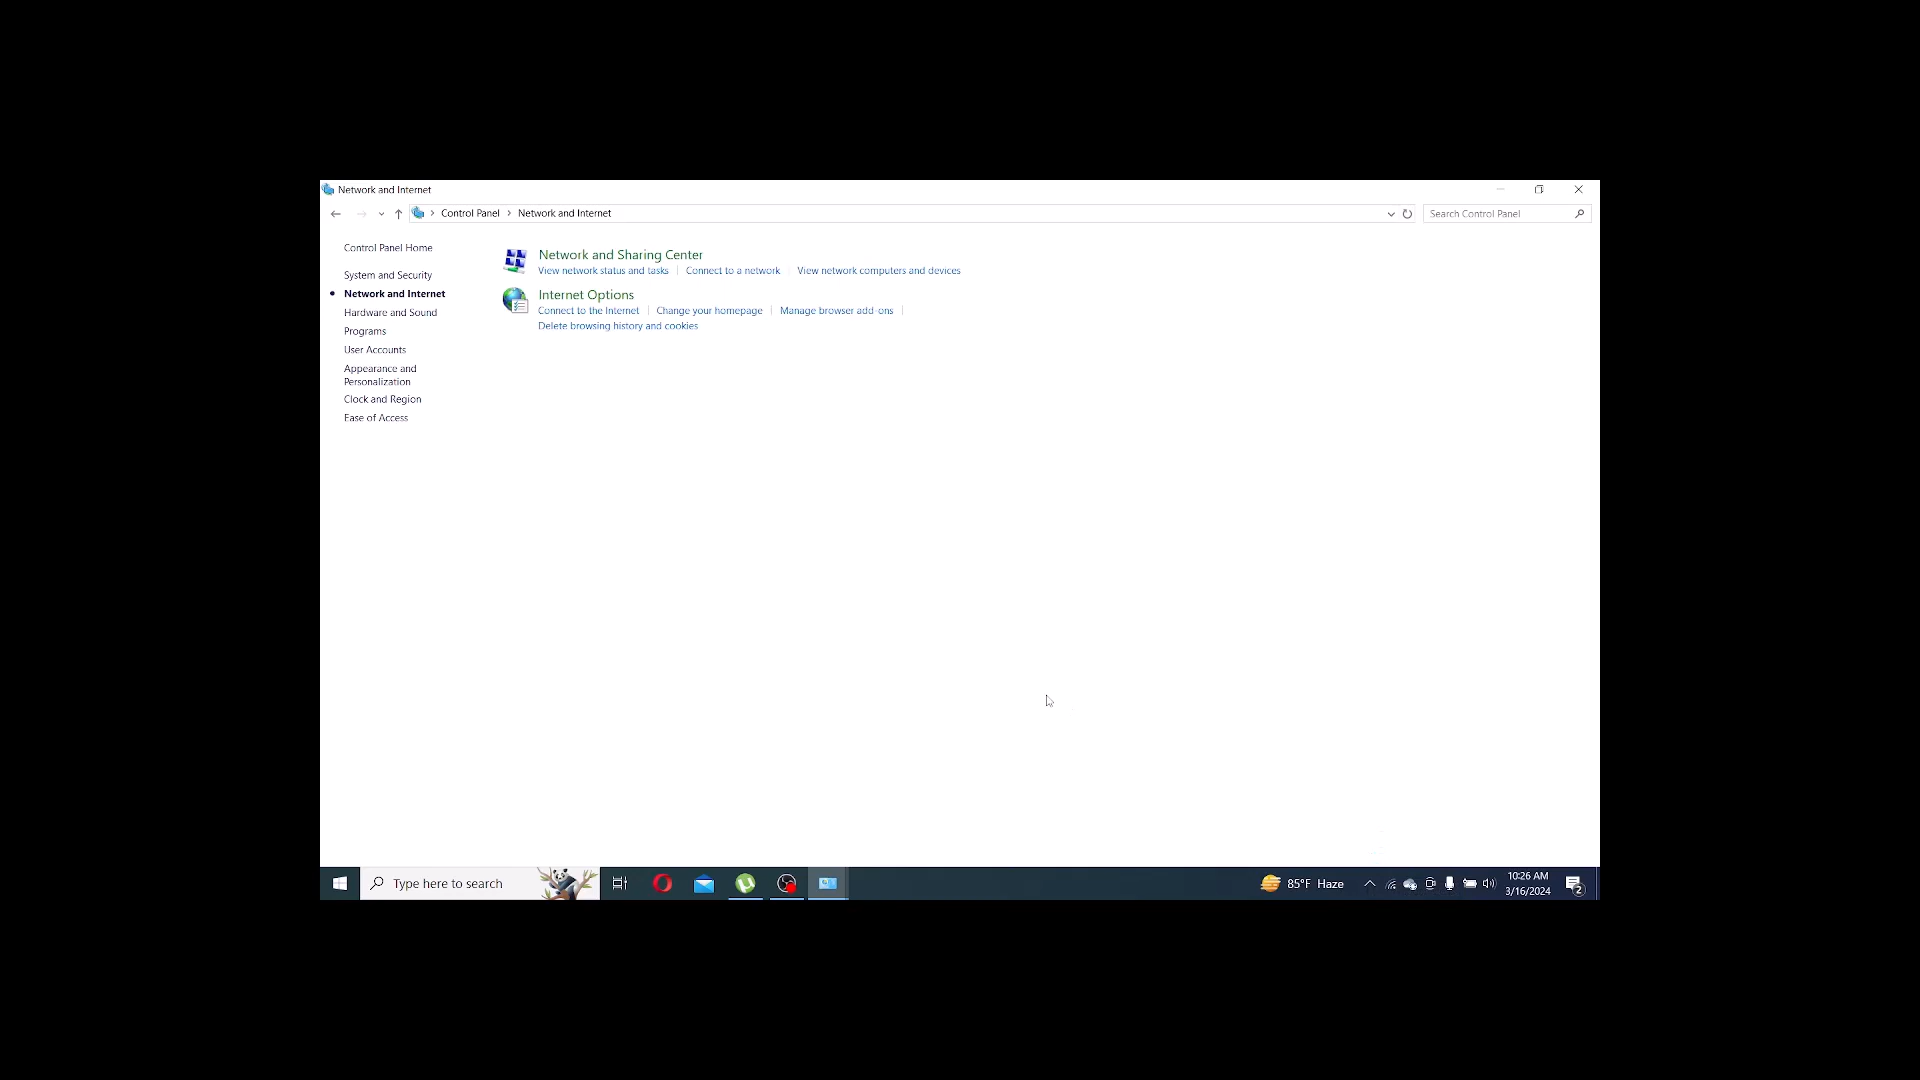 Network and Internet
Control Panel > Network and Internet
Search Control Panel
Control Panel Home
System and Security
Network and Internet
Hardware and Sound
Programs
User Accounts
Appearance and
Personalization
Clock and Region
Ease of Access
Network and Sharing Center
View network status and tasks
Connect to a network
View network computers and devices
Internet Options
Connect to the Internet
Change your homepage
Manage browser add-ons
Delete browsing history and cookies
Type here to search
85°F Haze
10:26 AM
3/16/2024
2